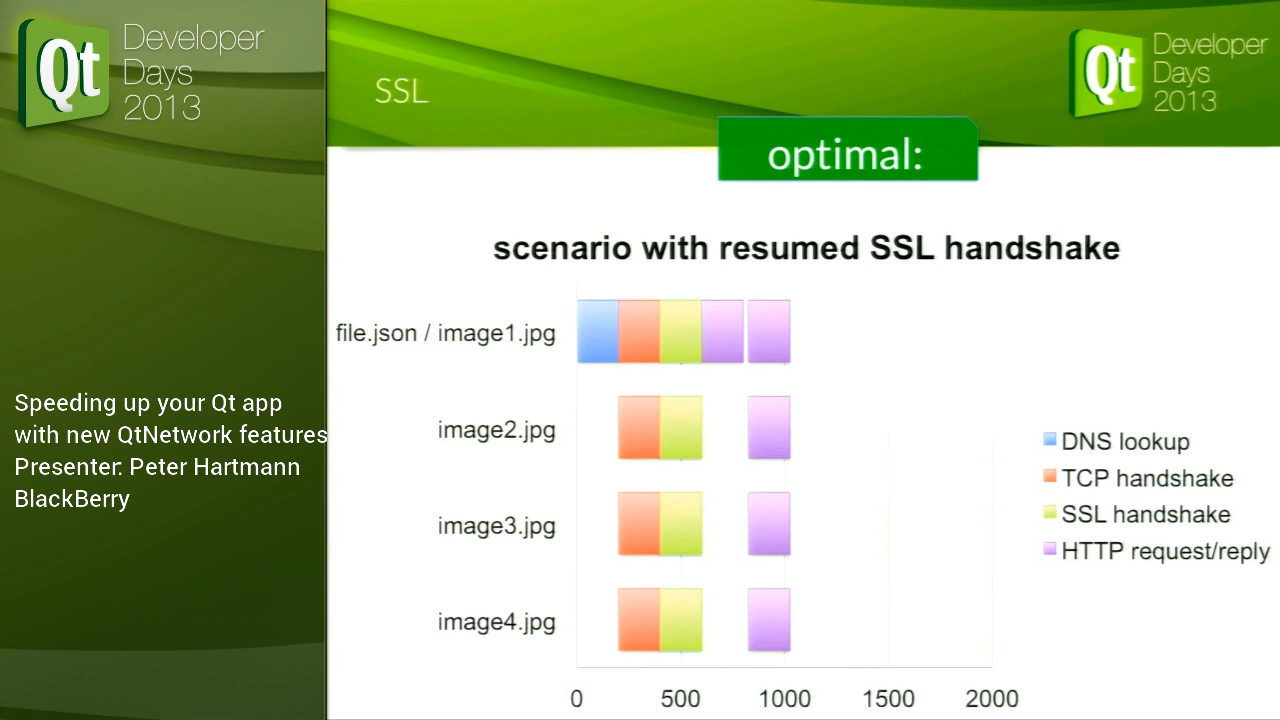 Qt Developer
Days
2013
SSL
Qt Developer
Days
2013
optimal:
scenario with resumed SSL handshake
file.json / image1.jpg
image2.jpg
image3.jpg
image4.jpg
0 500 1000 1500 2000
DNS lookup
TCP handshake
SSL handshake
HTTP request/reply
Speeding up your Qt app
with new QtNetwork features
Presenter: Peter Hartmann
BlackBerry